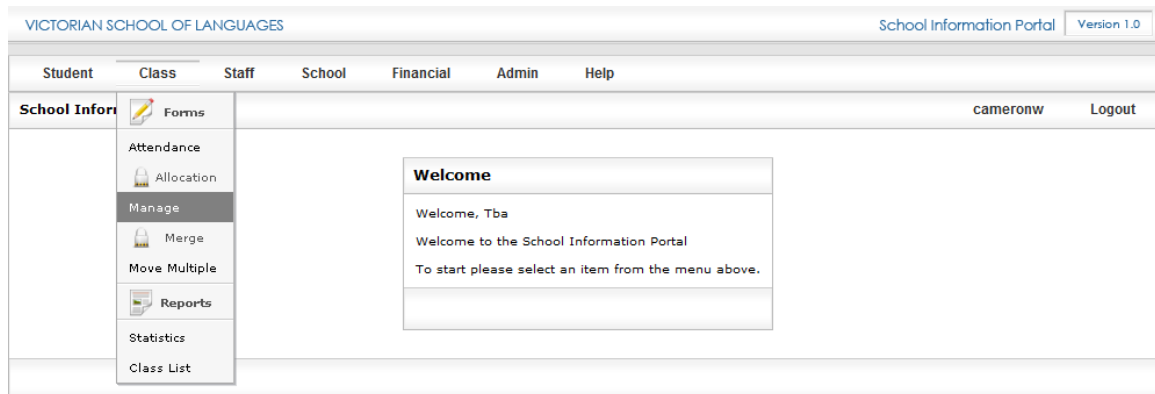 VICTORIAN SCHOOL OF LANGUAGES School Information Portal Version 1.0
Student Class Staff School Financial Admin Help
School Infor cameronw Logout
Forms
Attendance
Allocation
Manage
Merge
Move Multiple
Reports
Statistics
Class List
Welcome
Welcome, Tba
Welcome to the School Information Portal
To start please select an item from the menu above.